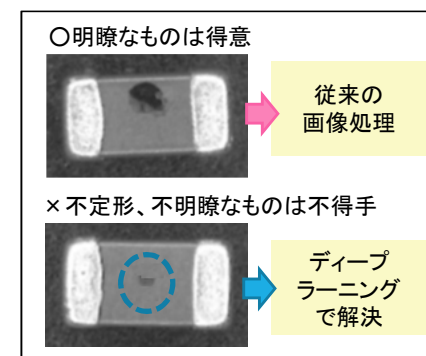 〇明瞭なものは得意
従来の
画像処理
×不定形、不明瞭なものは不得手
ディープ
ラーニング
で解決